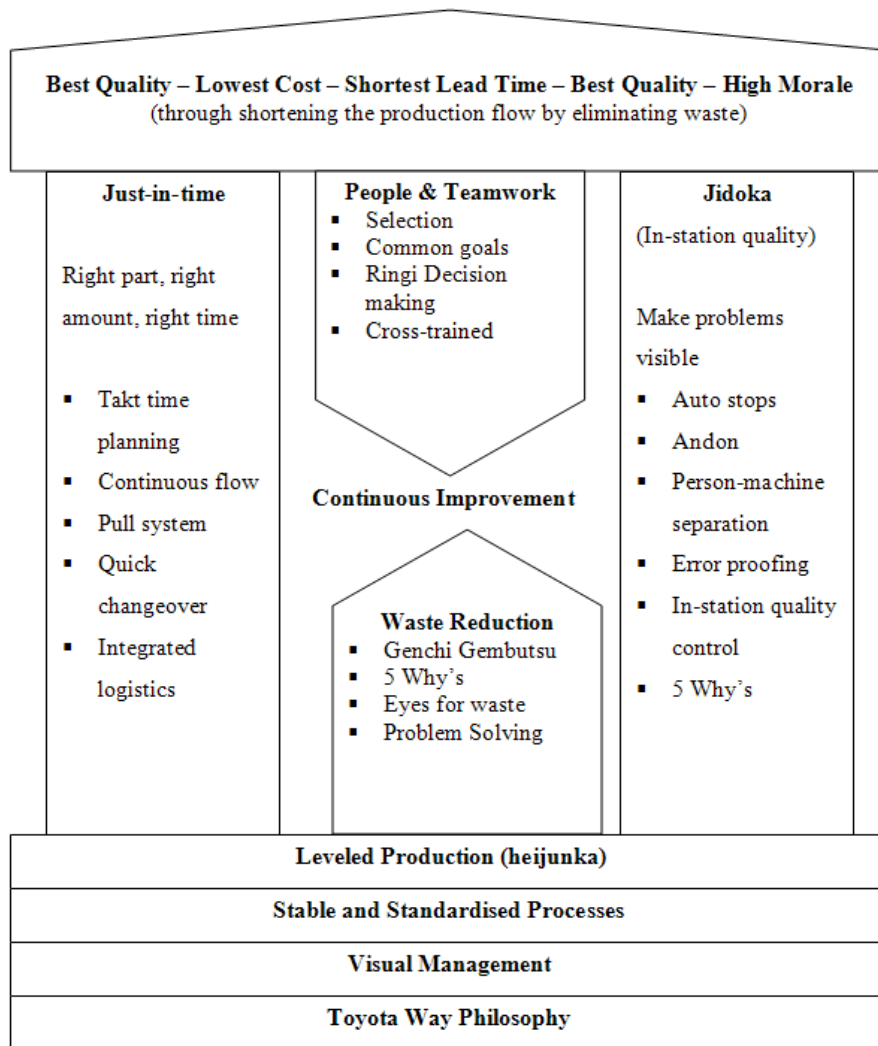 Best Quality – Lowest Cost – Shortest Lead Time – Best Quality – High Morale
(through shortening the production flow by eliminating waste)
Just-in-time
Right part, right
amount, right time
▪ Takt time
planning
▪ Continuous flow
▪ Pull system
▪ Quick
changeover
▪ Integrated
logistics
People & Teamwork
▪ Selection
▪ Common goals
▪ Ringi Decision
making
▪ Cross-trained
Continuous Improvement
Waste Reduction
▪ Genchi Gembutsu
▪ 5 Why’s
▪ Eyes for waste
▪ Problem Solving
Jidoka
(In-station quality)
Make problems
visible
▪ Auto stops
▪ Andon
▪ Person-machine
separation
▪ Error proofing
▪ In-station quality
control
▪ 5 Why’s
Leveled Production (heijunka)
Stable and Standardised Processes
Visual Management
Toyota Way Philosophy